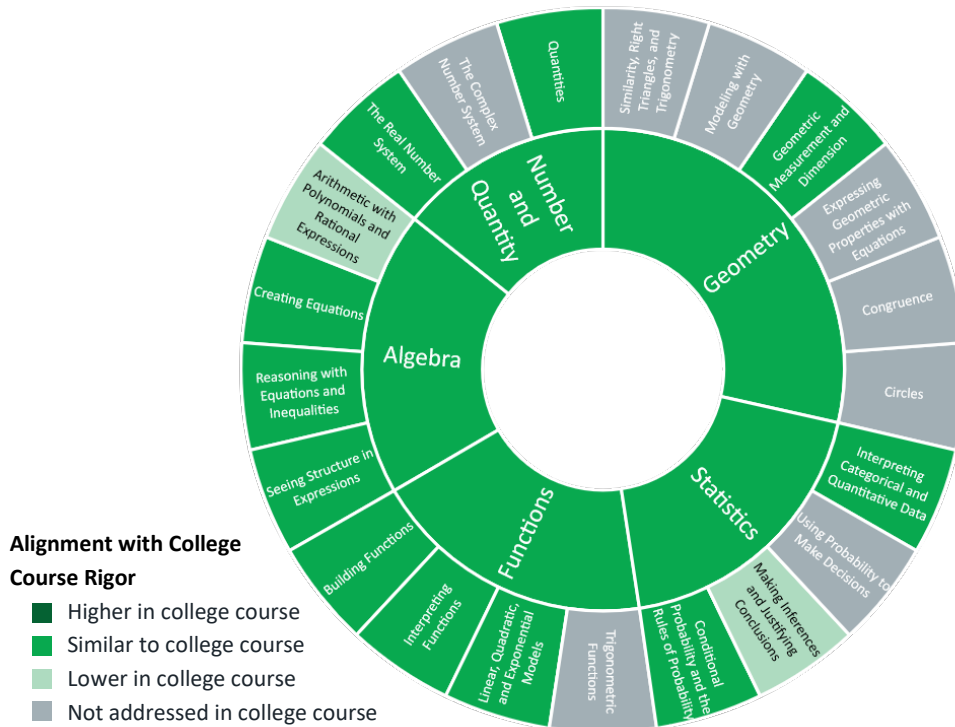 Quantities
Similarity, Right
Triangles, and
Trigonometry
Modeling with
Geometry
Geometric
Measurement and
Dimension
Expressing
Geometric
Properties with
Equations
Congruence
Circles
Interpreting
Categorical and
Quantitative Data
Using Probability to
Make Decisions
Making Inferences
and Justifying
Conclusions
Conditional
Probability and the
Rules of Probability
Trigonometric
Functions
Linear, Quadratic,
and Exponential
Models
Interpreting
Functions
Building Functions
Seeing Structure in
Expressions
Reasoning with
Equations and
Inequalities
Creating Equations
Arithmetic with
Polynomials and
Rational
Expressions
The Real Number
System
The Complex
Number System
Number
and
Quantity
Geometry
Statistics
Functions
Algebra
Alignment with College
Course Rigor
Higher in college course
Similar to college course
Lower in college course
Not addressed in college course